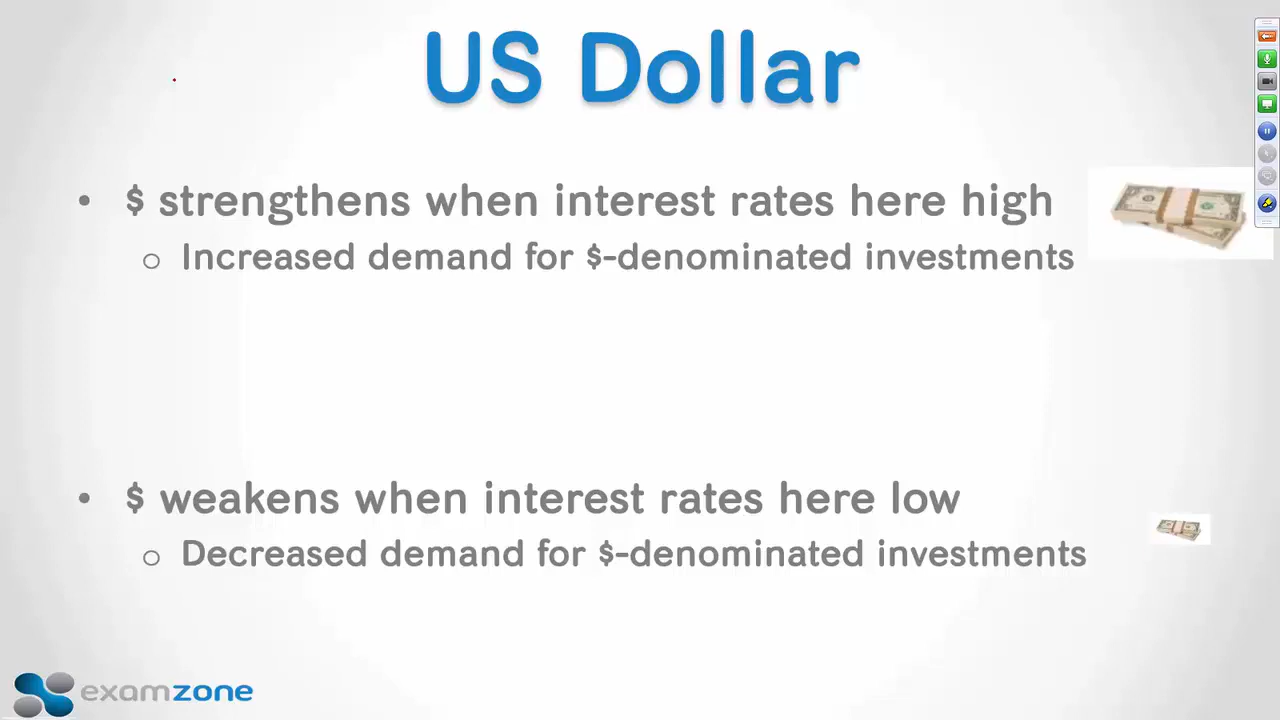 US Dollar
• $ strengthens when interest rates here high
o Increased demand for $-denominated investments
• $ weakens when interest rates here low
o Decreased demand for $-denominated investments
examzone